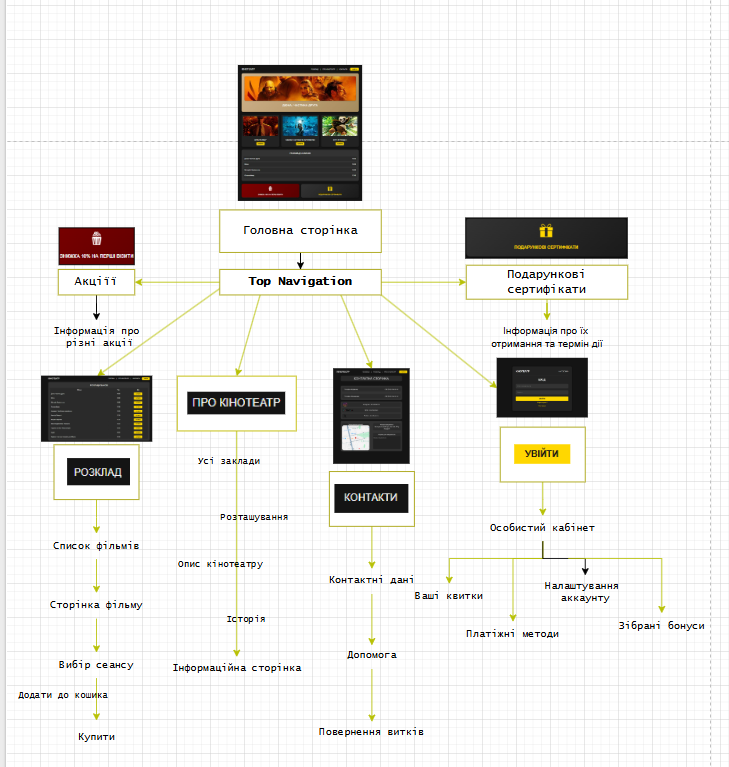 Головна сторінка
ЗНИЖКА 10% НА ПЕРШІ ВІЗИТИ
ПОДАРУНКОВІ СЕРТИФІКАТИ
Акціїї
Top Navigation
Подарункові
сертифікати
Інформація про
різні акції
Інформація про їх
отримання та термін дії
ПРО КІНОТЕАТР
РОЗКЛАД
КОНТАКТИ
УВІЙТИ
Усі заклади
Розташування
Особистий кабінет
Список фільмів
Опис кінотеатру
Контактні дані
Ваші квитки
Налаштування
аккаунту
Сторінка фільму
Історія
Платіжні методи
Зібрані бонуси
Вибір сеансу
Інформаційна сторінка
Допомога
Додати до кошика
Купити
Повернення витків